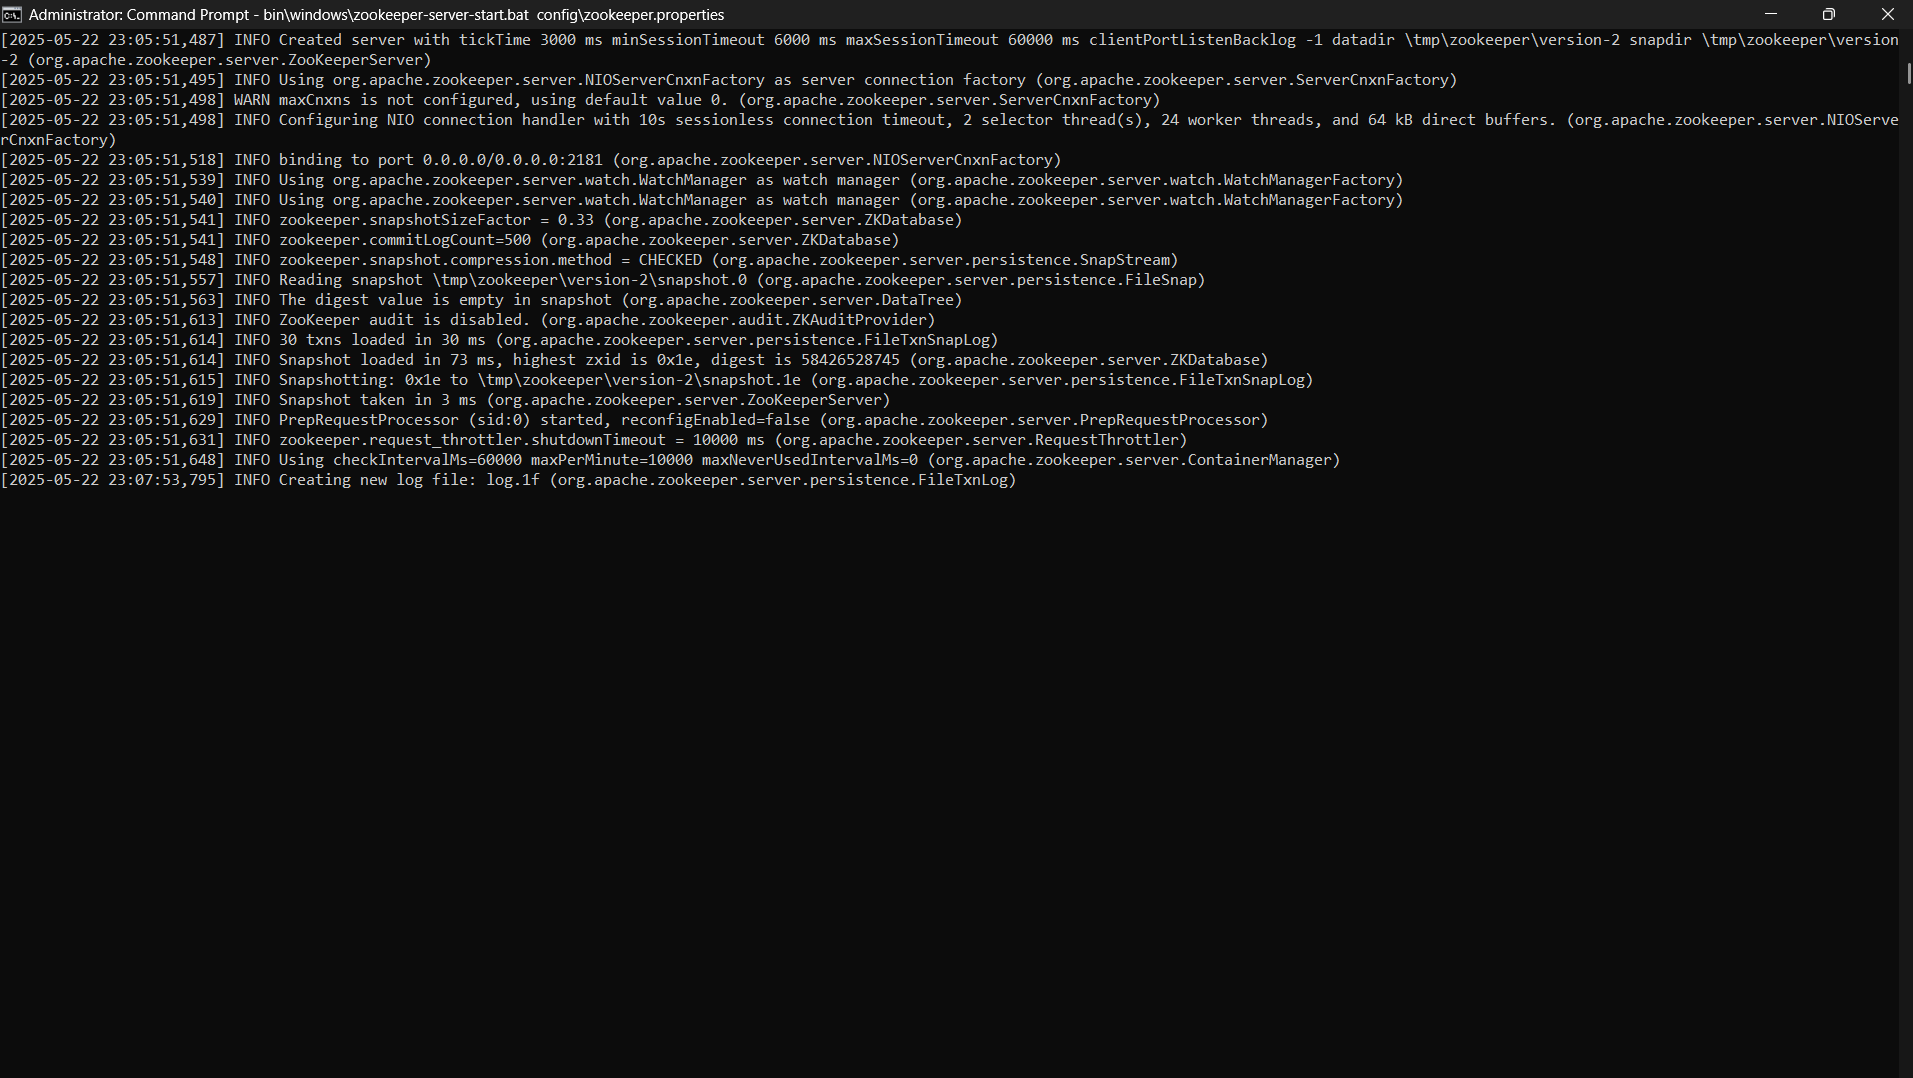 Administrator: Command Prompt - bin\windows\zookeeper-server-start.bat  config\zookeeper.properties
[2025-05-22 23:05:51,487] INFO Created server with tickTime 3000 ms minSessionTimeout 6000 ms maxSessionTimeout 60000 ms clientPortListenBacklog -1 datadir \tmp\zookeeper\version-2 snapdir \tmp\zookeeper\version
-2 (org.apache.zookeeper.server.ZooKeeperServer)
[2025-05-22 23:05:51,495] INFO Using org.apache.zookeeper.server.NIOServerCnxnFactory as server connection factory (org.apache.zookeeper.server.ServerCnxnFactory)
[2025-05-22 23:05:51,498] WARN maxCnxns is not configured, using default value 0. (org.apache.zookeeper.server.ServerCnxnFactory)
[2025-05-22 23:05:51,498] INFO Configuring NIO connection handler with 10s sessionless connection timeout, 2 selector thread(s), 24 worker threads, and 64 kB direct buffers. (org.apache.zookeeper.server.NIOServe
rCnxnFactory)
[2025-05-22 23:05:51,518] INFO binding to port 0.0.0.0/0.0.0.0:2181 (org.apache.zookeeper.server.NIOServerCnxnFactory)
[2025-05-22 23:05:51,539] INFO Using org.apache.zookeeper.server.watch.WatchManager as watch manager (org.apache.zookeeper.server.watch.WatchManagerFactory)
[2025-05-22 23:05:51,540] INFO Using org.apache.zookeeper.server.watch.WatchManager as watch manager (org.apache.zookeeper.server.watch.WatchManagerFactory)
[2025-05-22 23:05:51,541] INFO zookeeper.snapshotSizeFactor = 0.33 (org.apache.zookeeper.server.ZKDatabase)
[2025-05-22 23:05:51,541] INFO zookeeper.commitLogCount=500 (org.apache.zookeeper.server.ZKDatabase)
[2025-05-22 23:05:51,548] INFO zookeeper.snapshot.compression.method = CHECKED (org.apache.zookeeper.server.persistence.SnapStream)
[2025-05-22 23:05:51,557] INFO Reading snapshot \tmp\zookeeper\version-2\snapshot.0 (org.apache.zookeeper.server.persistence.FileSnap)
[2025-05-22 23:05:51,563] INFO The digest value is empty in snapshot (org.apache.zookeeper.server.DataTree)
[2025-05-22 23:05:51,613] INFO ZooKeeper audit is disabled. (org.apache.zookeeper.audit.ZKAuditProvider)
[2025-05-22 23:05:51,614] INFO 30 txns loaded in 30 ms (org.apache.zookeeper.server.persistence.FileTxnSnapLog)
[2025-05-22 23:05:51,614] INFO Snapshot loaded in 73 ms, highest zxid is 0x1e, digest is 58426528745 (org.apache.zookeeper.server.ZKDatabase)
[2025-05-22 23:05:51,615] INFO Snapshotting: 0x1e to \tmp\zookeeper\version-2\snapshot.1e (org.apache.zookeeper.server.persistence.FileTxnSnapLog)
[2025-05-22 23:05:51,619] INFO Snapshot taken in 3 ms (org.apache.zookeeper.server.ZooKeeperServer)
[2025-05-22 23:05:51,629] INFO PrepRequestProcessor (sid:0) started, reconfigEnabled=false (org.apache.zookeeper.server.PrepRequestProcessor)
[2025-05-22 23:05:51,631] INFO zookeeper.request_throttler.shutdownTimeout = 10000 ms (org.apache.zookeeper.server.RequestThrottler)
[2025-05-22 23:05:51,648] INFO Using checkIntervalMs=60000 maxPerMinute=10000 maxNeverUsedIntervalMs=0 (org.apache.zookeeper.server.ContainerManager)
[2025-05-22 23:07:53,795] INFO Creating new log file: log.1f (org.apache.zookeeper.server.persistence.FileTxnLog)